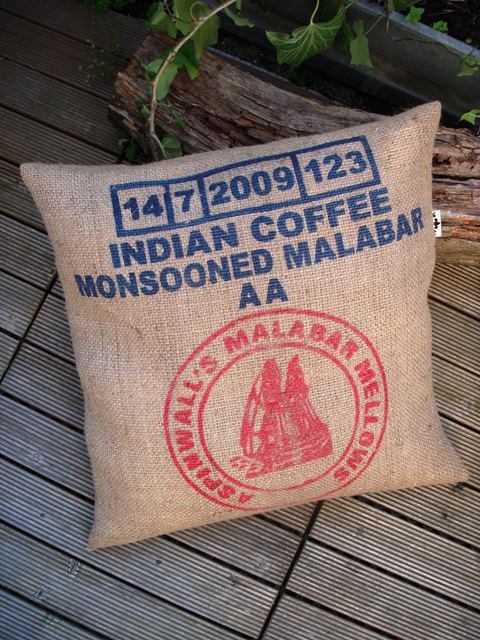 14 7 2009 123
INDIAN COFFEE
MONSOONED MALABAR
AA
ASPINWALL'S MALABAR MELLOWS